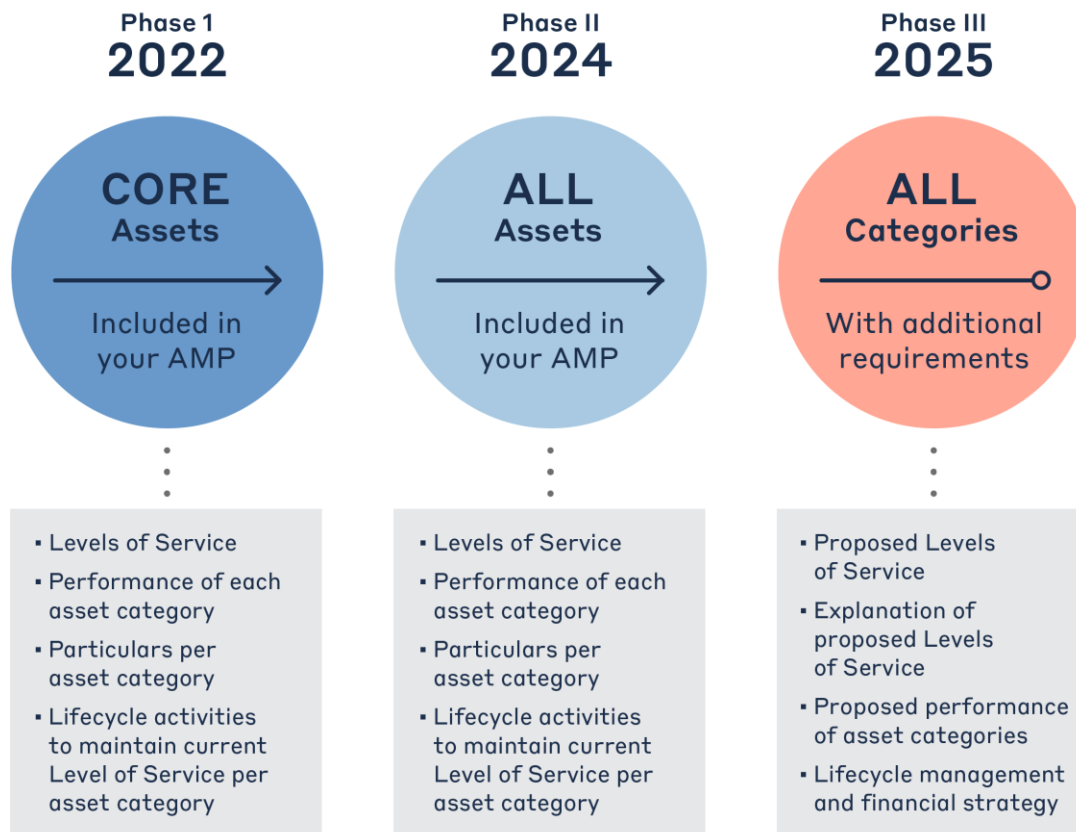 Phase 1
2022
CORE
Assets
Included in
your AMP
▪ Levels of Service
▪ Performance of each
asset category
▪ Particulars per
asset category
▪ Lifecycle activities
to maintain current
Level of Service per
asset category
Phase II
2024
ALL
Assets
Included in
your AMP
▪ Levels of Service
▪ Performance of each
asset category
▪ Particulars per
asset category
▪ Lifecycle activities
to maintain current
Level of Service per
asset category
Phase III
2025
ALL
Categories
With additional
requirements
▪ Proposed Levels
of Service
▪ Explanation of
proposed Levels
of Service
▪ Proposed performance
of asset categories
▪ Lifecycle management
and financial strategy